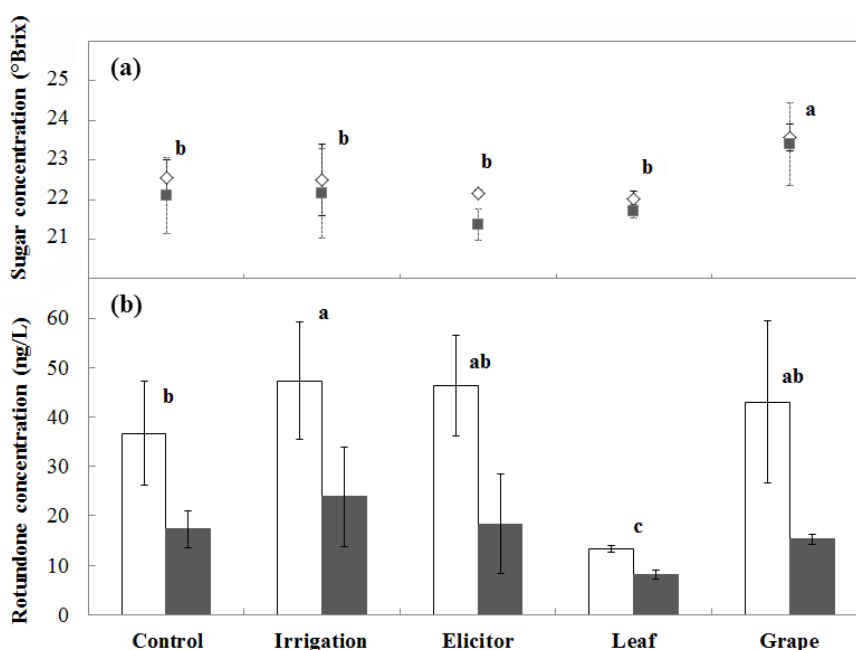 Sugar concentration (°Brix)
(a)
25
24
23
22
21
b
b
b
b
a
Rotundone concentration (ng/L)
(b)
60
50
40
30
20
10
0
b
a
ab
c
ab
Control Irrigation Elicitor Leaf Grape